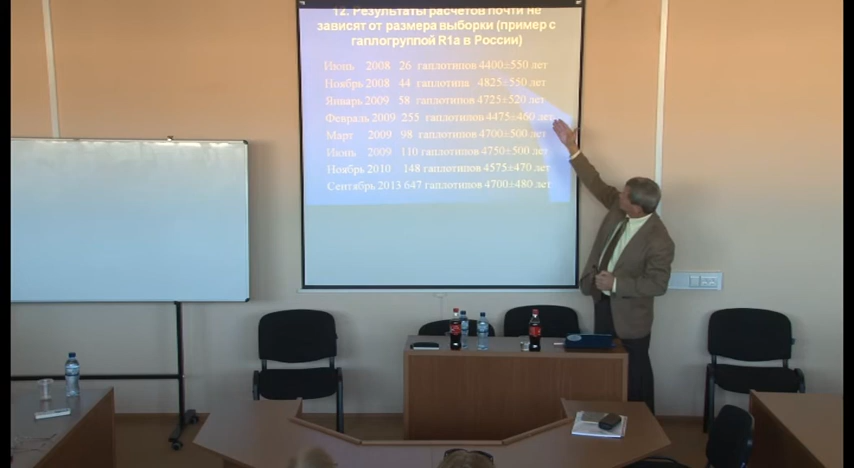 12. Результаты расчетов почти не
зависят от размера выборки (пример с
гаплогруппой R1a в России)
Июнь 2008 26 гаплотипов 4400±550 лет
Ноябрь 2008 44 гаплотипа 4825±550 лет
Январь 2009 58 гаплотипов 4725±520 лет
Февраль 2009 255 гаплотипов 4475±460 лет
Март 2009 98 гаплотипов 4700±500 лет
Июнь 2009 110 гаплотипов 4750±500 лет
Ноябрь 2010 148 гаплотипов 4575±470 лет
Сентябрь 2013 647 гаплотипов 4700±480 лет